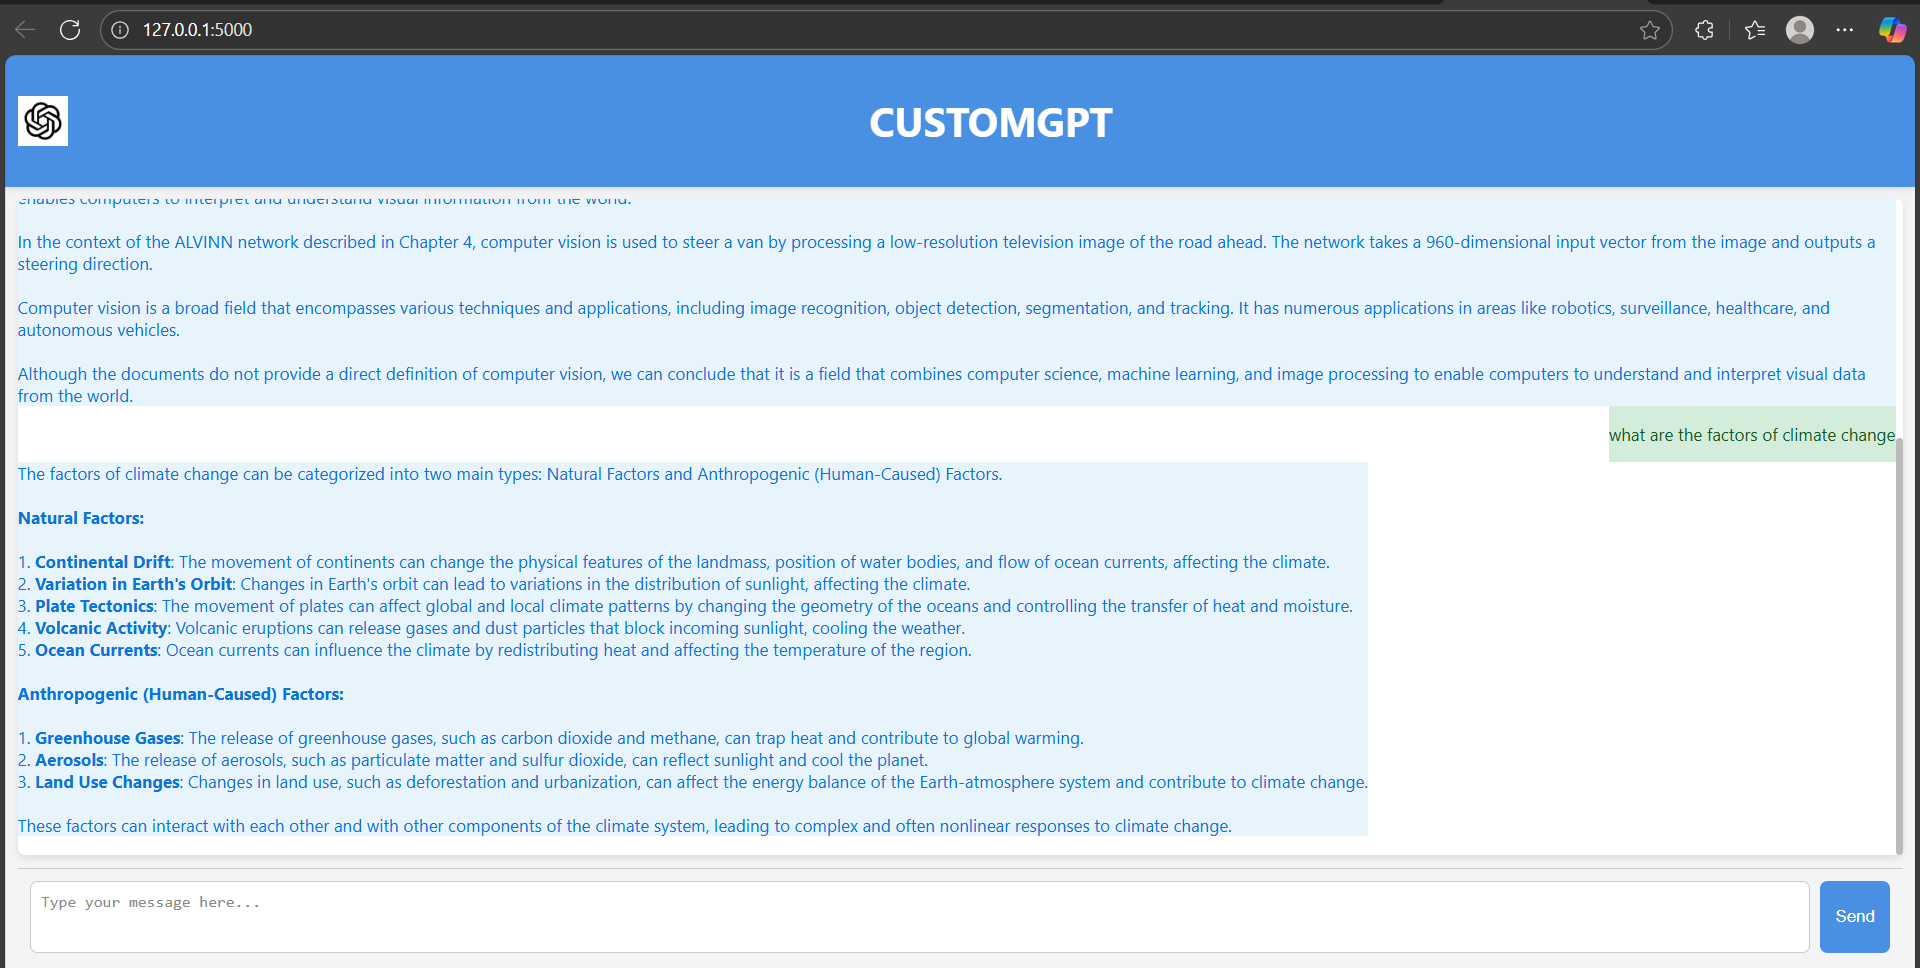 127.0.0.1:5000
CUSTOMGPT
enables computers to interpret and understand visual information from the world.
In the context of the ALVINN network described in Chapter 4, computer vision is used to steer a van by processing a low-resolution television image of the road ahead. The network takes a 960-dimensional input vector from the image and outputs a
steering direction.
Computer vision is a broad field that encompasses various techniques and applications, including image recognition, object detection, segmentation, and tracking. It has numerous applications in areas like robotics, surveillance, healthcare, and
autonomous vehicles.
Although the documents do not provide a direct definition of computer vision, we can conclude that it is a field that combines computer science, machine learning, and image processing to enable computers to understand and interpret visual data
from the world.
what are the factors of climate change
The factors of climate change can be categorized into two main types: Natural Factors and Anthropogenic (Human-Caused) Factors.
Natural Factors:
1. Continental Drift: The movement of continents can change the physical features of the landmass, position of water bodies, and flow of ocean currents, affecting the climate.
2. Variation in Earth's Orbit: Changes in Earth's orbit can lead to variations in the distribution of sunlight, affecting the climate.
3. Plate Tectonics: The movement of plates can affect global and local climate patterns by changing the geometry of the oceans and controlling the transfer of heat and moisture.
4. Volcanic Activity: Volcanic eruptions can release gases and dust particles that block incoming sunlight, cooling the weather.
5. Ocean Currents: Ocean currents can influence the climate by redistributing heat and affecting the temperature of the region.
Anthropogenic (Human-Caused) Factors:
1. Greenhouse Gases: The release of greenhouse gases, such as carbon dioxide and methane, can trap heat and contribute to global warming.
2. Aerosols: The release of aerosols, such as particulate matter and sulfur dioxide, can reflect sunlight and cool the planet.
3. Land Use Changes: Changes in land use, such as deforestation and urbanization, can affect the energy balance of the Earth-atmosphere system and contribute to climate change.
These factors can interact with each other and with other components of the climate system, leading to complex and often nonlinear responses to climate change.
Type your message here...
Send